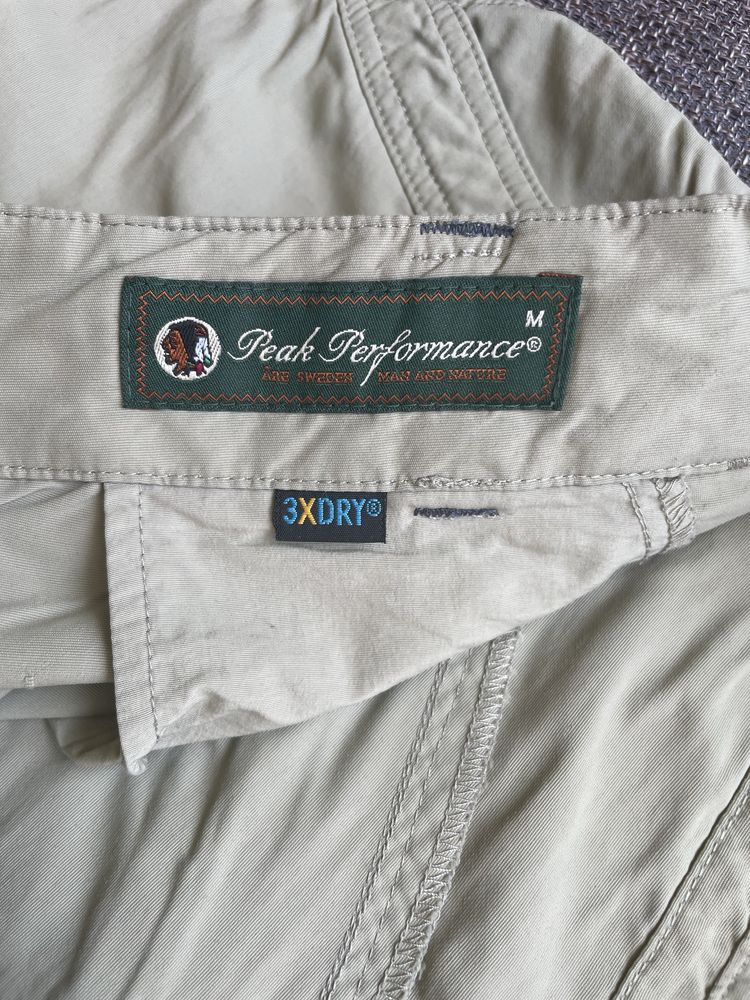 M
Peak Performance®
ÅRE SWEDEN MAN AND NATURE
3XDRY®